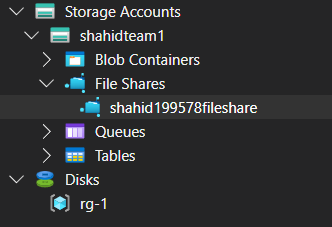 Storage Accounts
shahidteam1
Blob Containers
File Shares
shahid199578fileshare
Queues
Tables
Disks
rg-1